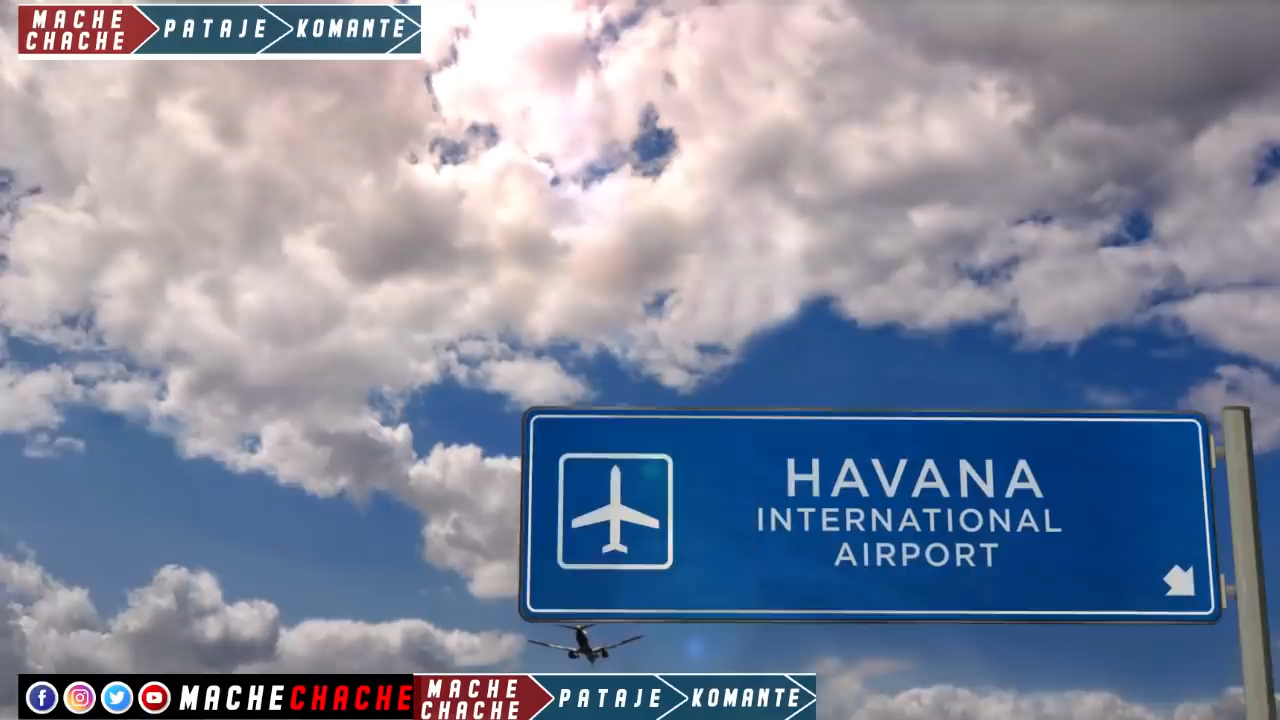 MACHE
CHACHE
PATAJE
KOMANTE
HAVANA
INTERNATIONAL
AIRPORT
MACHECHACHE
MACHE
CHACHE
PATAJE
KOMANTE